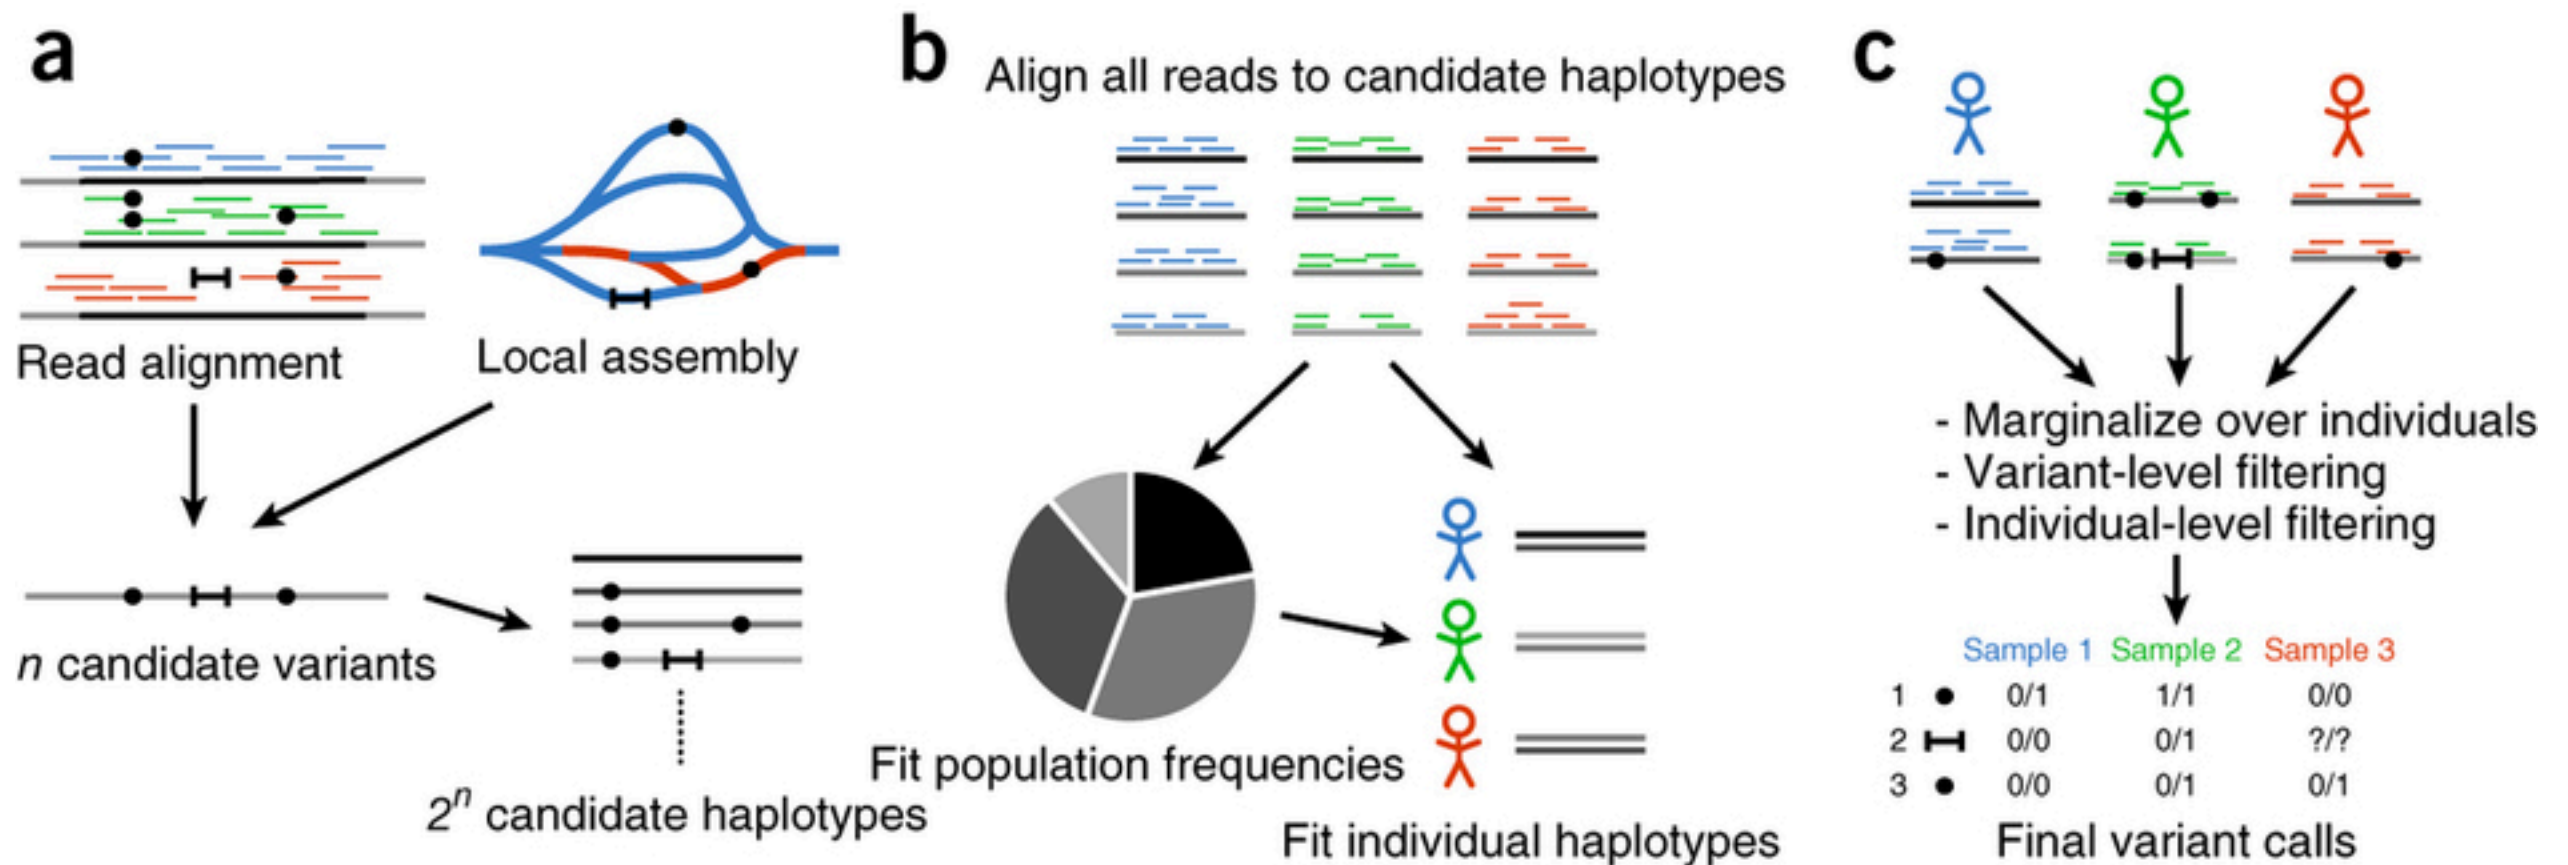 a
Read alignment
Local assembly
n candidate variants
2ⁿ candidate haplotypes
b
Align all reads to candidate haplotypes
Fit population frequencies
Fit individual haplotypes
c
- Marginalize over individuals
- Variant-level filtering
- Individual-level filtering
Sample 1 Sample 2 Sample 3
1 0/1 1/1 0/0
2 0/0 0/1 ?/?
3 0/0 0/1 0/1
Final variant calls